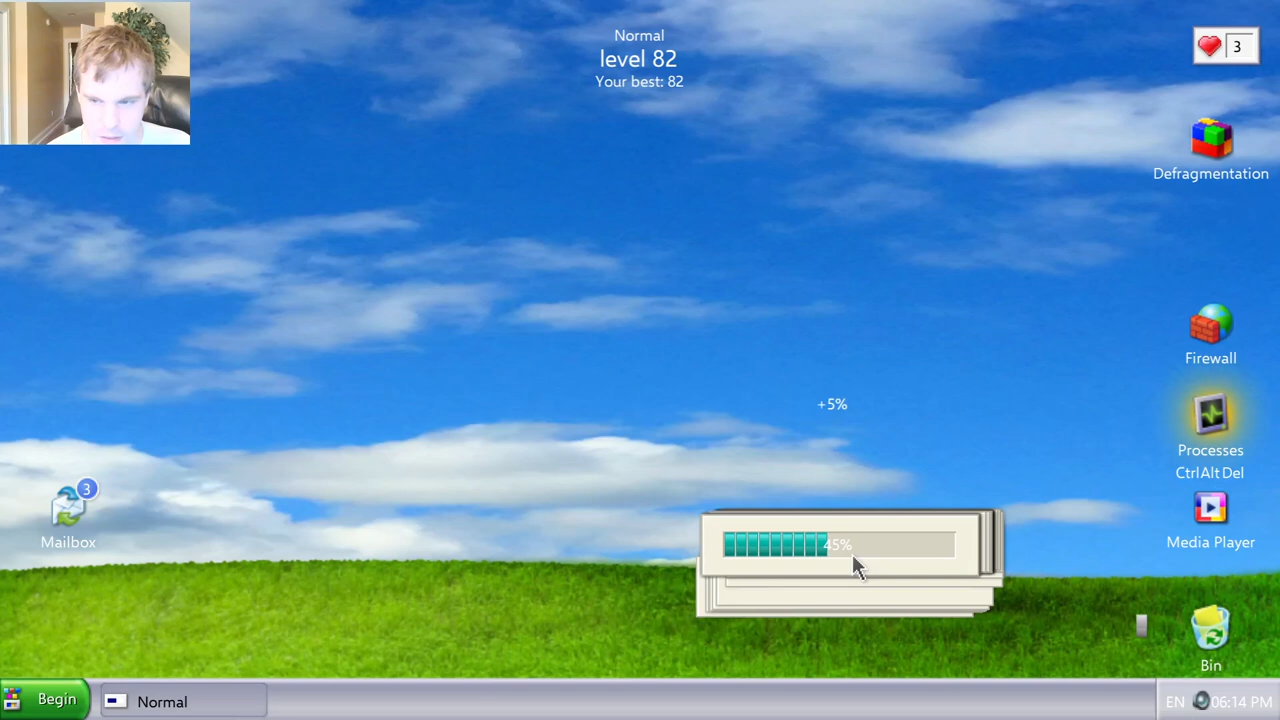 Normal
level 82
Your best: 82
3
Defragmentation
Firewall
+5%
Processes
CtrlAltDel
3
Mailbox
Media Player
45%
Bin
Begin
Normal
EN
06:14 PM